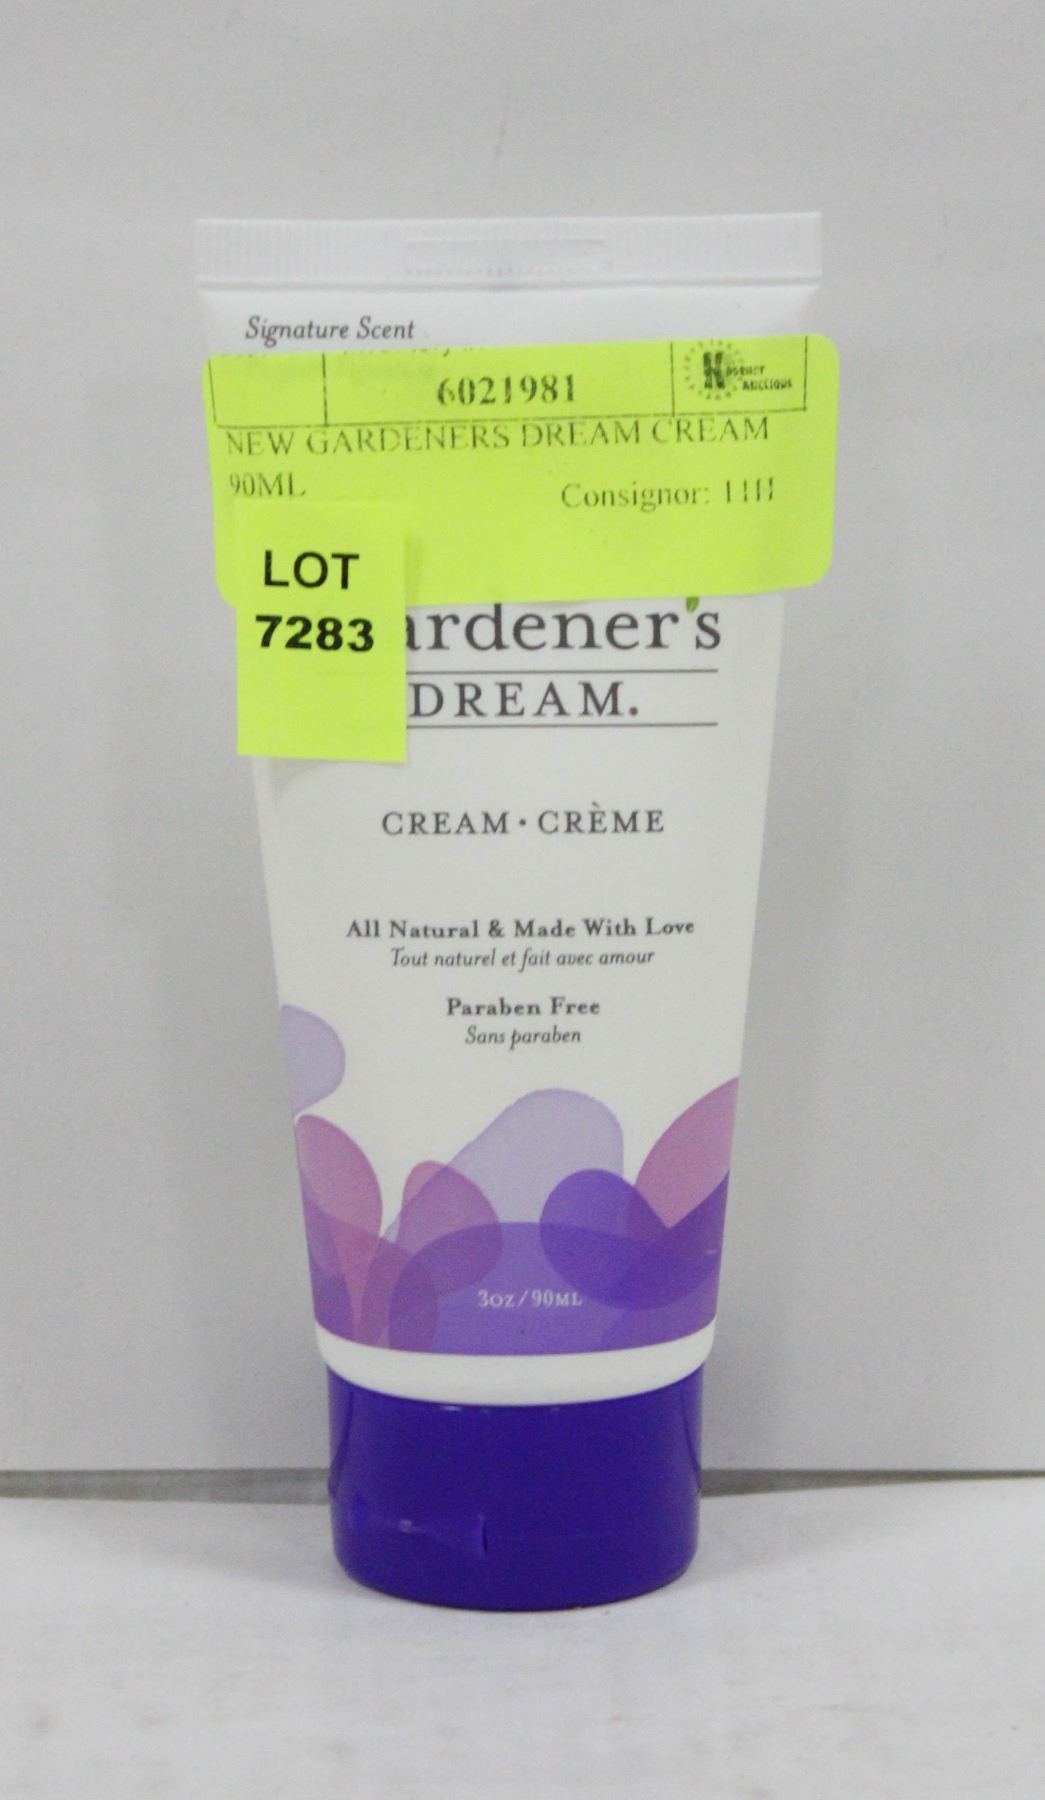 Signature Scent
6021981
NEW GARDENERS DREAM CREAM
90ML
Consignor:
LOT
7283
ardener's
DREAM.
CREAM • CRÈME
All Natural & Made With Love
Tout naturel et fait avec amour
Paraben Free
Sans paraben
3OZ/90ML